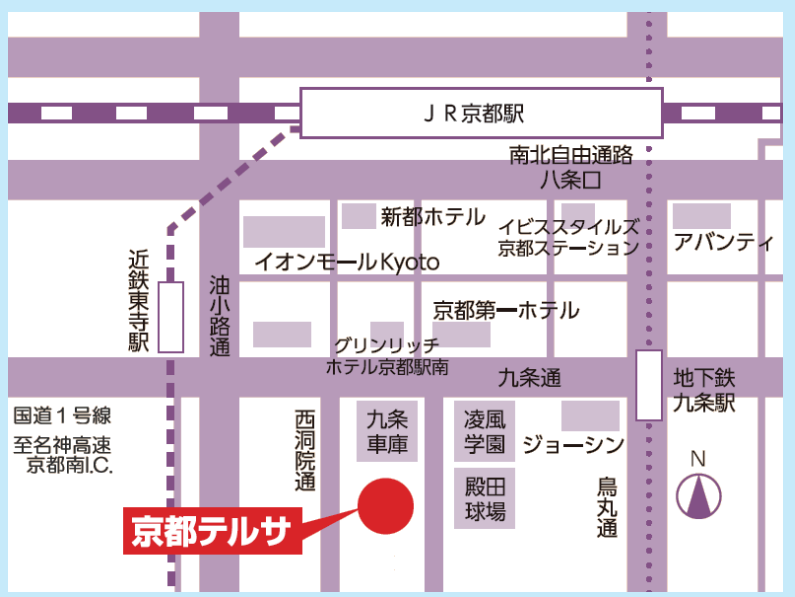 ＪＲ京都駅
南北自由通路
八条口
新都ホテル
イビススタイルズ
京都ステーション
アバンティ
イオンモールKyoto
近鉄東寺駅
油小路通
京都第一ホテル
グリンリッチ
ホテル京都駅南
九条通
地下鉄
九条駅
国道１号線
至名神高速
京都南I.C.
西洞院通
九条
車庫
凌風
学園
ジョーシン
殿田
球場
烏丸通
N
京都テルサ